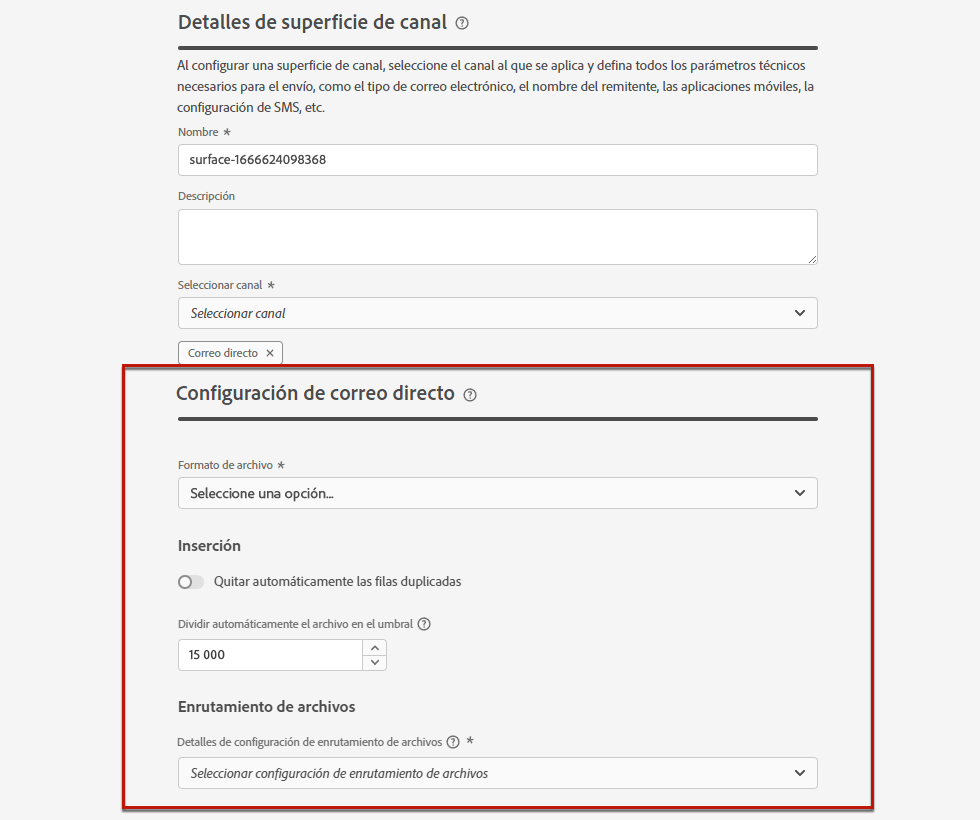 Detalles de superficie de canal
Al configurar una superficie de canal, seleccione el canal al que se aplica y defina todos los parámetros técnicos
necesarios para el envío, como el tipo de correo electrónico, el nombre del remitente, las aplicaciones móviles, la
configuración de SMS, etc.
Nombre *
surface-1666624098368
Descripción
Seleccionar canal *
Seleccionar canal
Correo directo ×
Configuración de correo directo
Formato de archivo *
Seleccione una opción...
Inserción
Quitar automáticamente las filas duplicadas
Dividir automáticamente el archivo en el umbral
15 000
Enrutamiento de archivos
Detalles de configuración de enrutamiento de archivos *
Seleccionar configuración de enrutamiento de archivos